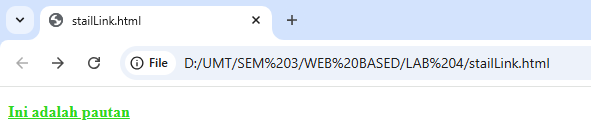 stailLink.html
File D:/UMT/SEM%203/WEB%20BASED/LAB%204/stailLink.html
Ini adalah pautan